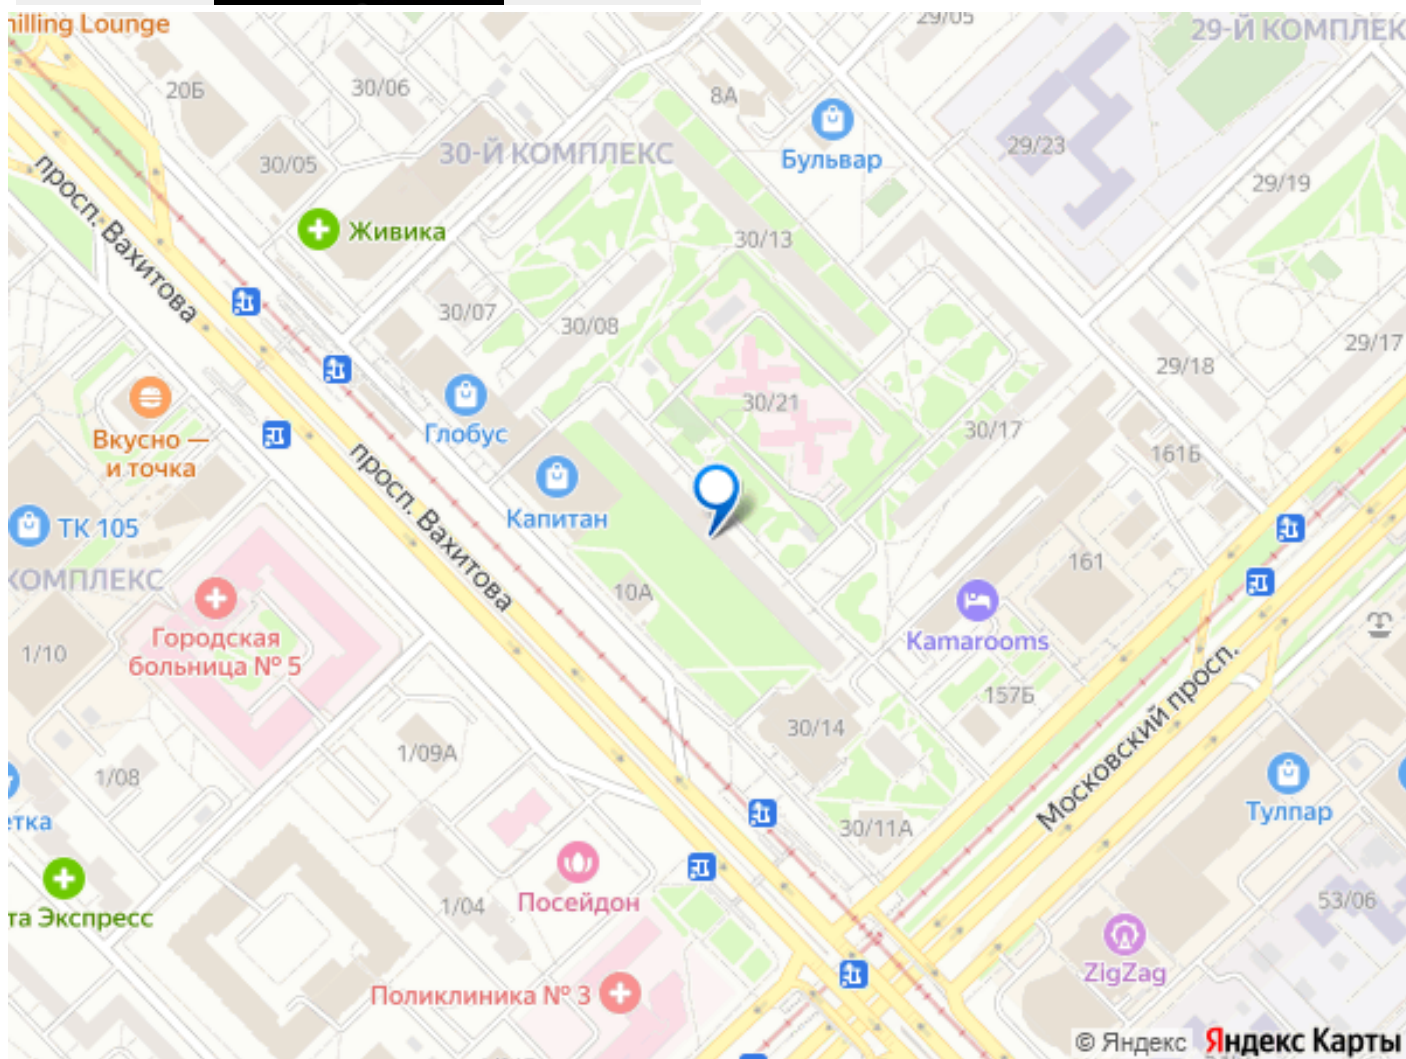 hilling Lounge
29/05
29-Й КОМПЛЕК
20Б
30/06
8А
30/05
30-Й КОМПЛЕКС
Бульвар
29/23
29/19
просп. Вахитова
Живика
30/13
30/07
30/08
29/17
29/18
Глобус
30/21
30/17
Вкусно —
и точка
161Б
просп. Вахитова
Капитан
ТК 105
КОМПЛЕКС
10А
161
Городская
больница № 5
1/10
Kamarooms
157Б
Московский просп.
30/14
1/09А
1/08
етка
Тулпар
30/11А
та Экспресс
1/04
Посейдон
53/06
ZigZag
Поликлиника № 3
© Яндекс Яндекс Карты